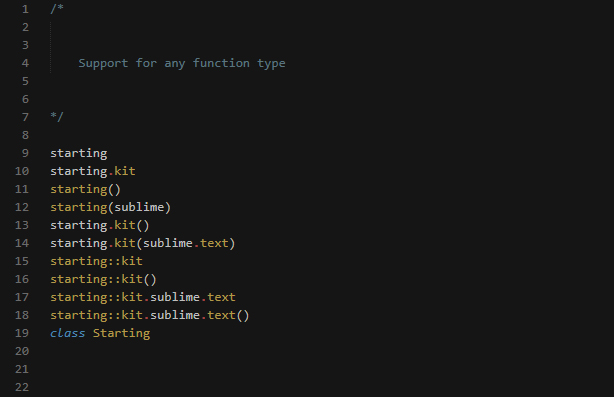 1 /*
2
3
4 Support for any function type
5
6
7 */
8
9 starting
10 starting.kit
11 starting()
12 starting(sublime)
13 starting.kit()
14 starting.kit(sublime.text)
15 starting::kit
16 starting::kit()
17 starting::kit.sublime.text
18 starting::kit.sublime.text()
19 class Starting
20
21
22